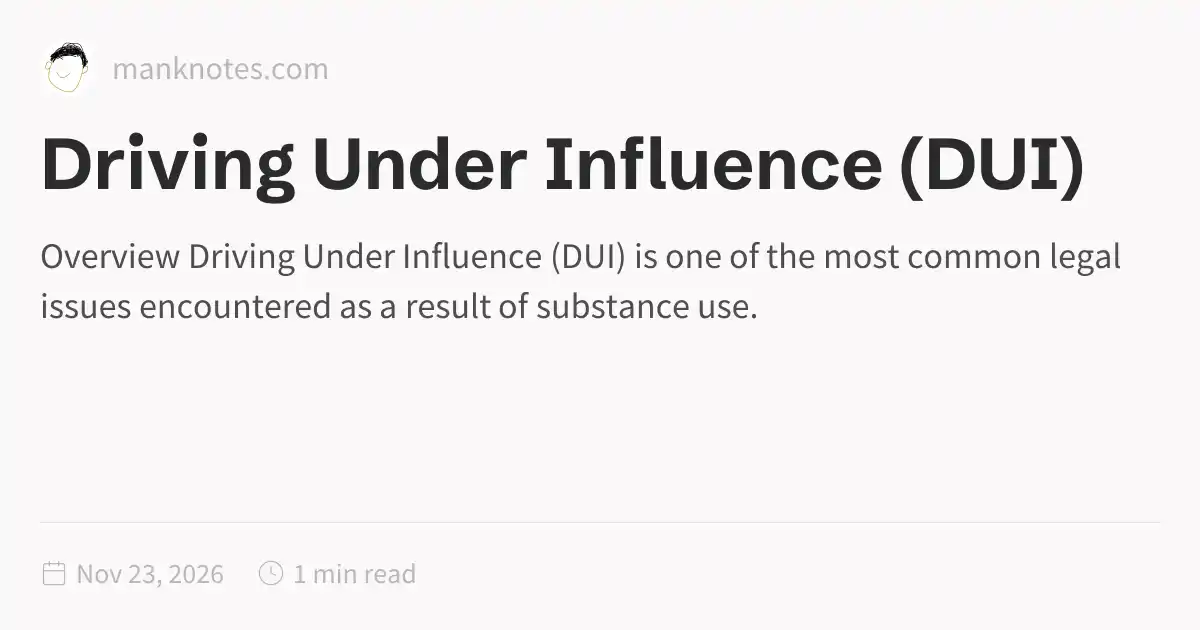 manknotes.com
Driving Under Influence (DUI)
Overview Driving Under Influence (DUI) is one of the most common legal
issues encountered as a result of substance use.
Nov 23, 2026 1 min read